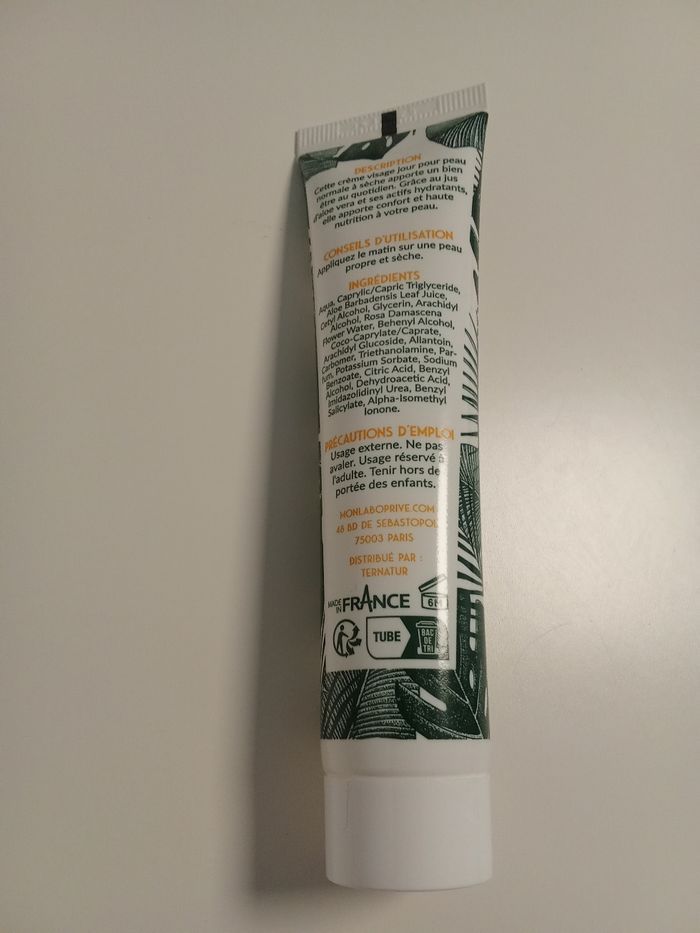 DESCRIPTION
Cette crème visage jour pour peau
normale à sèche apporte un bien
être au quotidien. Grâce au jus
d'aloe vera et ses actifs hydratants,
elle apporte confort et haute
nutrition à votre peau.
CONSEILS D'UTILISATION
Appliquez le matin sur une peau
propre et sèche.
INGRÉDIENTS
Aqua, Caprylic/Capric Triglyceride,
Aloe Barbadensis Leaf Juice,
Cetyl Alcohol, Glycerin, Arachidyl
Alcohol, Rosa Damascena
Flower Water, Behenyl Alcohol,
Coco-Caprylate/Caprate,
Arachidyl Glucoside, Allantoin,
Carbomer, Triethanolamine, Par-
fum, Potassium Sorbate, Sodium
Benzoate, Citric Acid, Benzyl
Alcohol, Dehydroacetic Acid,
Imidazolidinyl Urea, Benzyl
Salicylate, Alpha-Isomethyl
Ionone.
PRÉCAUTIONS D'EMPLOI
Usage externe. Ne pas
avaler. Usage réservé à
l'adulte. Tenir hors de
portée des enfants.
MONLABOPRIVE.COM
48 BD DE SEBASTOPOL
75003 PARIS
DISTRIBUÉ PAR :
TERNATUR
MADE IN FRANCE 6M
TUBE
BAC
DE
TRI